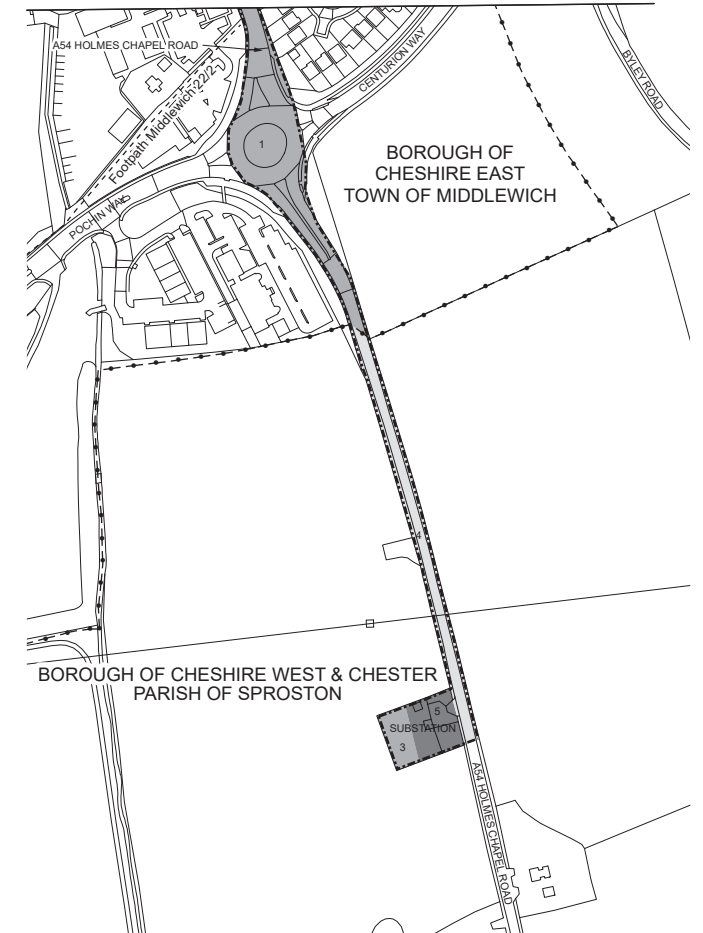 A54 HOLMES CHAPEL ROAD
CENTURION WAY
BYLEY ROAD
Footpath Middlewich 22/2
1
BOROUGH OF
CHESHIRE EAST
TOWN OF MIDDLEWICH
POCHIN WAY
4
BOROUGH OF CHESHIRE WEST & CHESTER
PARISH OF SPROSTON
5
SUBSTATION
3
A54 HOLMES CHAPEL ROAD